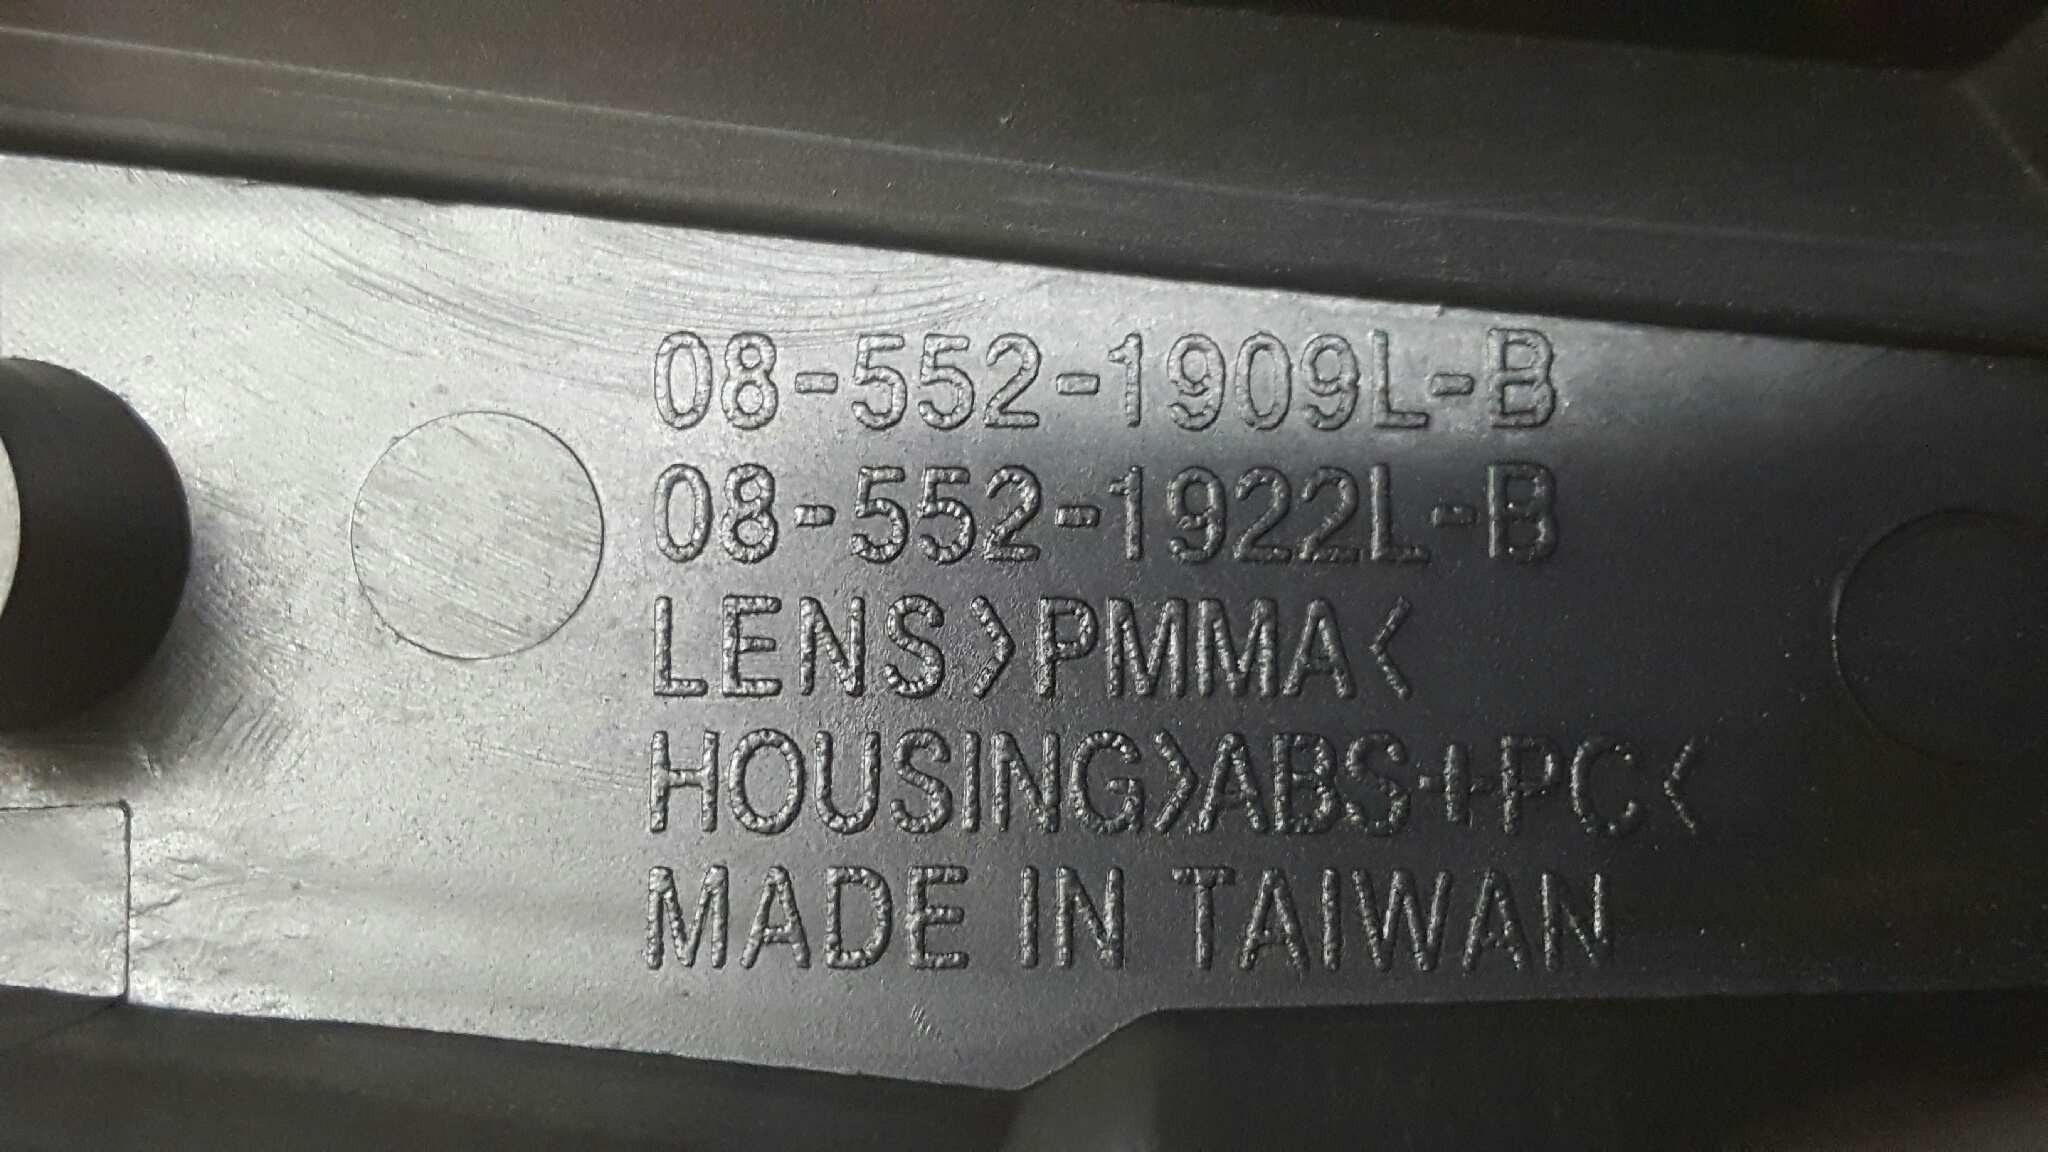 08-552-1909L-B
08-552-1922L-B
LENS>PMMA<
HOUSING>ABS+PC<
MADE IN TAIWAN